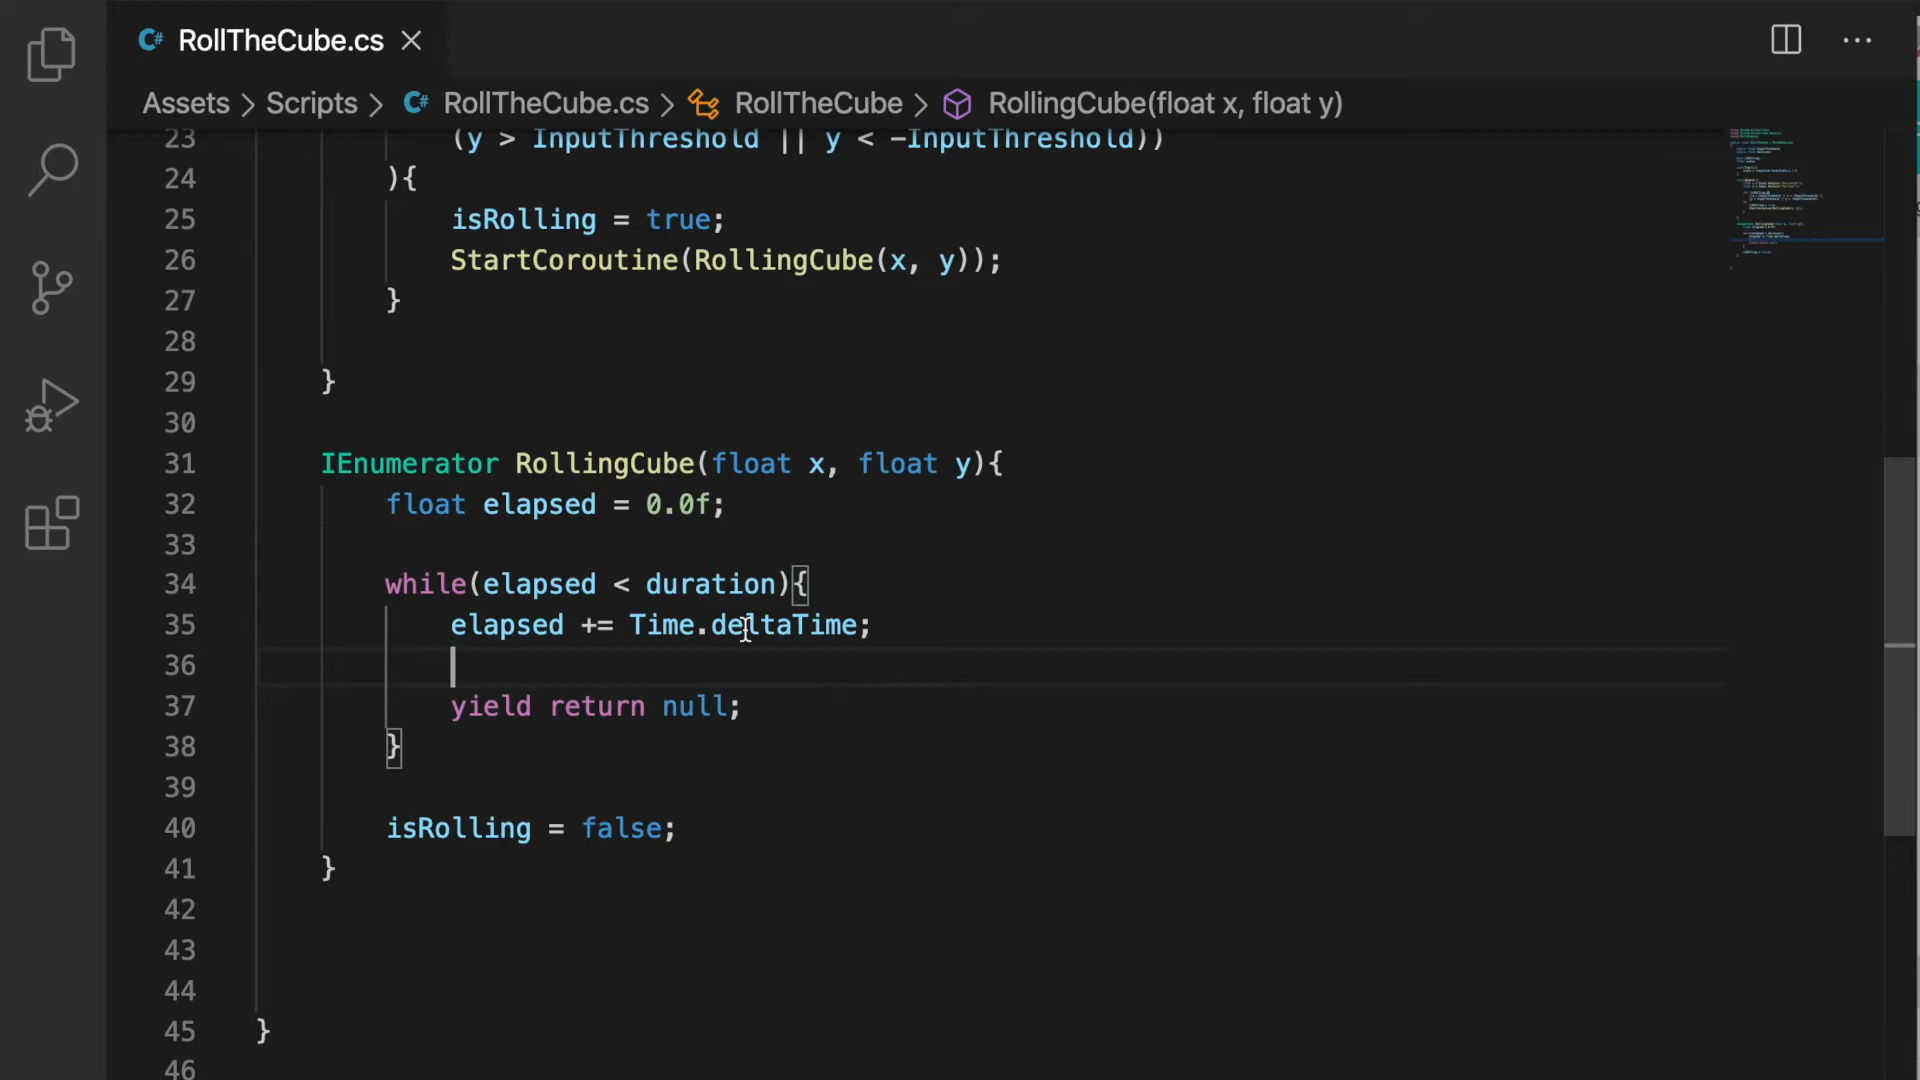 RollTheCube.cs
Assets > Scripts > RollTheCube.cs > RollTheCube > RollingCube(float x, float y)
23 (y > InputThreshold || y < -InputThreshold))
24 ){
25 isRolling = true;
26 StartCoroutine(RollingCube(x, y));
27 }
28
29 }
30
31 IEnumerator RollingCube(float x, float y){
32 float elapsed = 0.0f;
33
34 while(elapsed < duration){
35 elapsed += Time.deltaTime;
36
37 yield return null;
38 }
39
40 isRolling = false;
41 }
42
43
44
45 }
46